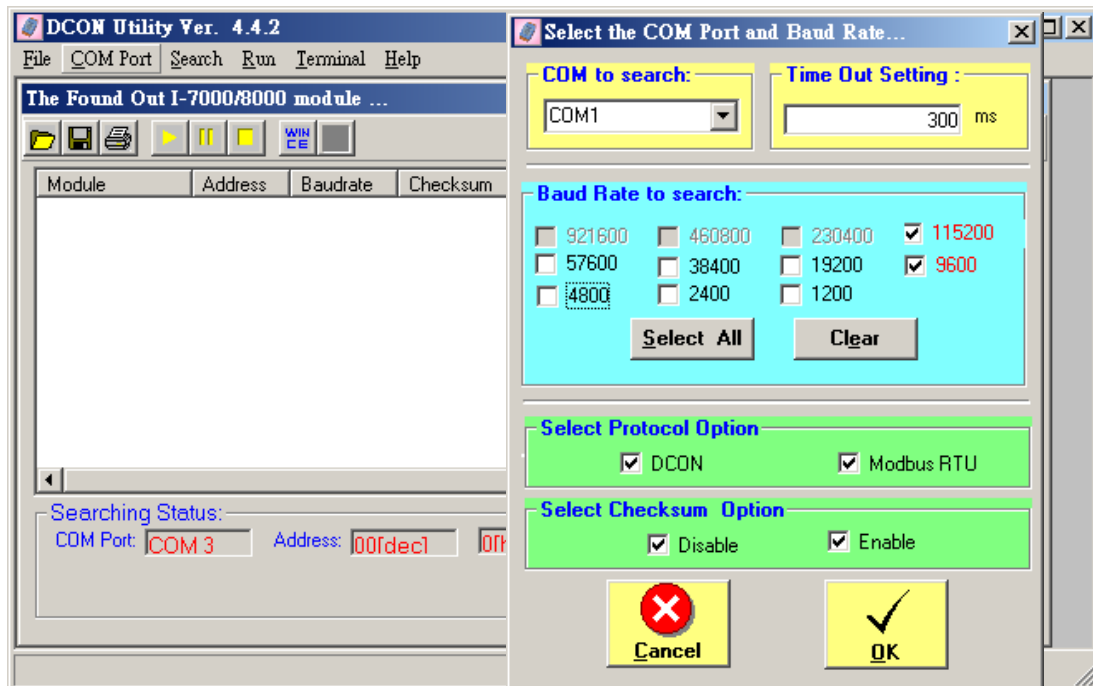 DCON Utility Ver. 4.4.2
File COM Port Search Run Terminal Help
The Found Out I-7000/8000 module ...
WIN CE
Module Address Baudrate Checksum
Searching Status:
COM Port: COM 3 Address: 00[dec]
Select the COM Port and Baud Rate...
COM to search: Time Out Setting :
COM1 300 ms
Baud Rate to search:
921600 460800 230400 115200
57600 38400 19200 9600
4800 2400 1200
Select All Clear
Select Protocol Option
DCON Modbus RTU
Select Checksum Option
Disable Enable
Cancel OK